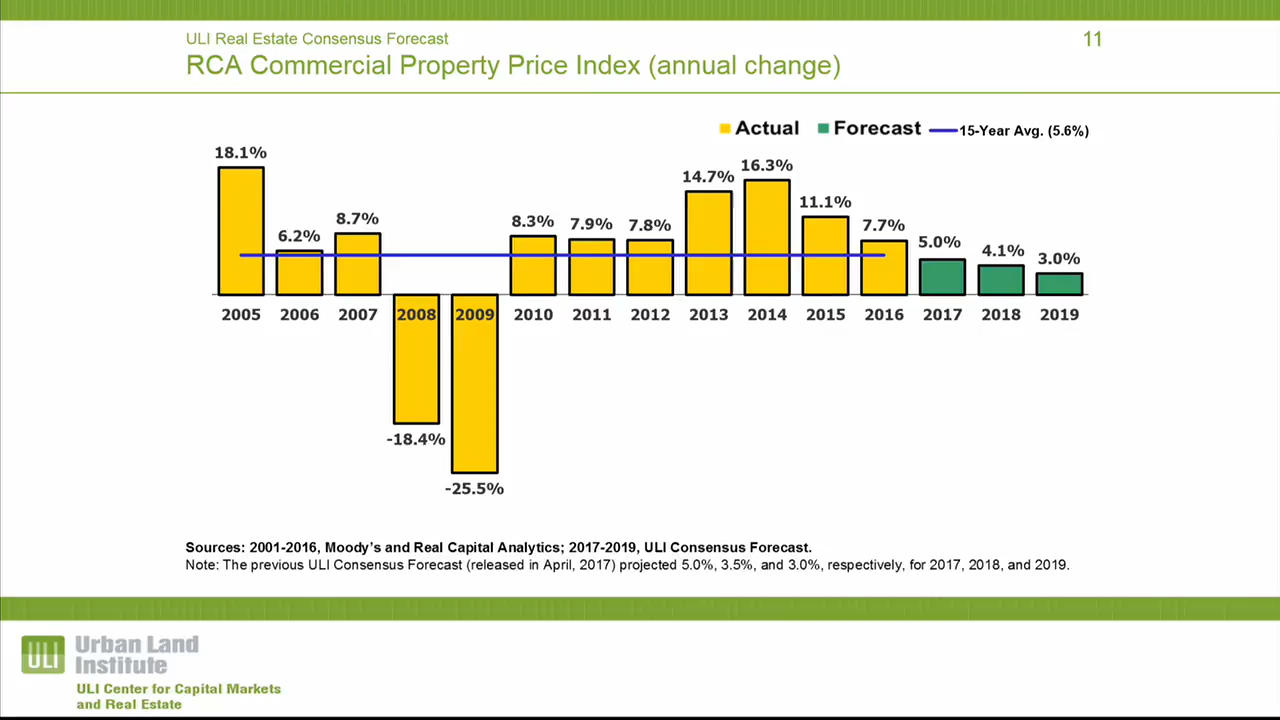 ULI Real Estate Consensus Forecast
11
RCA Commercial Property Price Index (annual change)
Actual
Forecast
15-Year Avg. (5.6%)
18.1%
6.2%
8.7%
-18.4%
-25.5%
8.3%
7.9%
7.8%
14.7%
16.3%
11.1%
7.7%
5.0%
4.1%
3.0%
2005 2006 2007 2008 2009 2010 2011 2012 2013 2014 2015 2016 2017 2018 2019
Sources: 2001-2016, Moody's and Real Capital Analytics; 2017-2019, ULI Consensus Forecast.
Note: The previous ULI Consensus Forecast (released in April, 2017) projected 5.0%, 3.5%, and 3.0%, respectively, for 2017, 2018, and 2019.
ULI
Urban Land
Institute
ULI Center for Capital Markets
and Real Estate